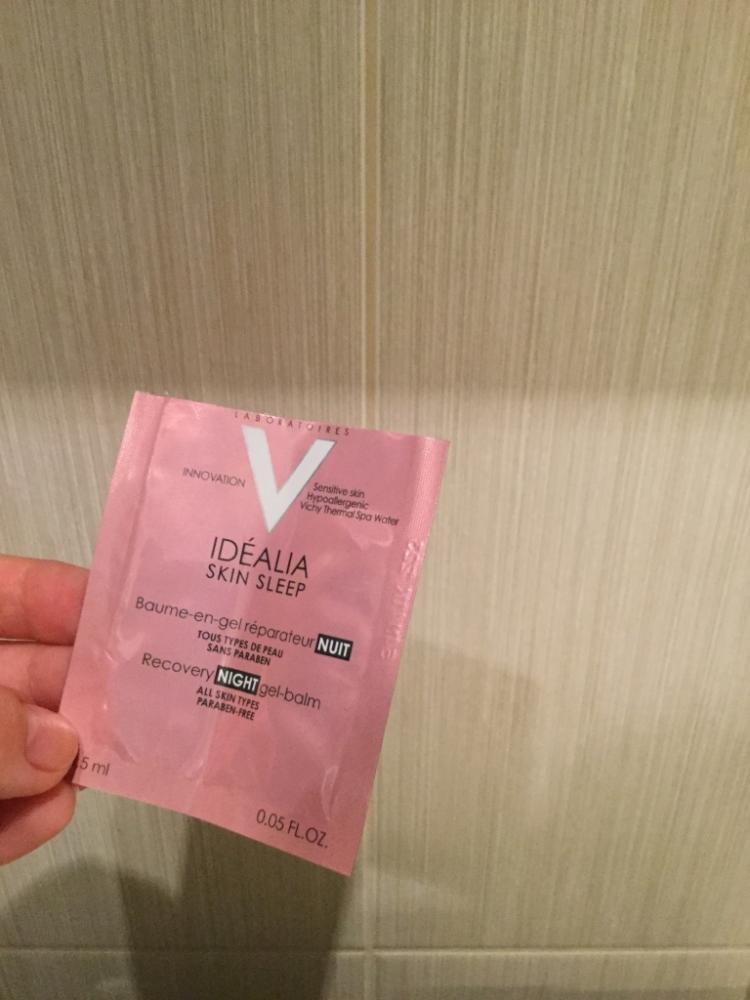 LABORATOIRES
V
INNOVATION
Sensitive skin
Hypoallergenic
Vichy Thermal Spa Water
IDÉALIA
SKIN SLEEP
Baume-en-gel réparateur NUIT
TOUS TYPES DE PEAU
SANS PARABEN
Recovery NIGHT gel-balm
ALL SKIN TYPES
PARABEN-FREE
.5 ml
0.05 FL.OZ.